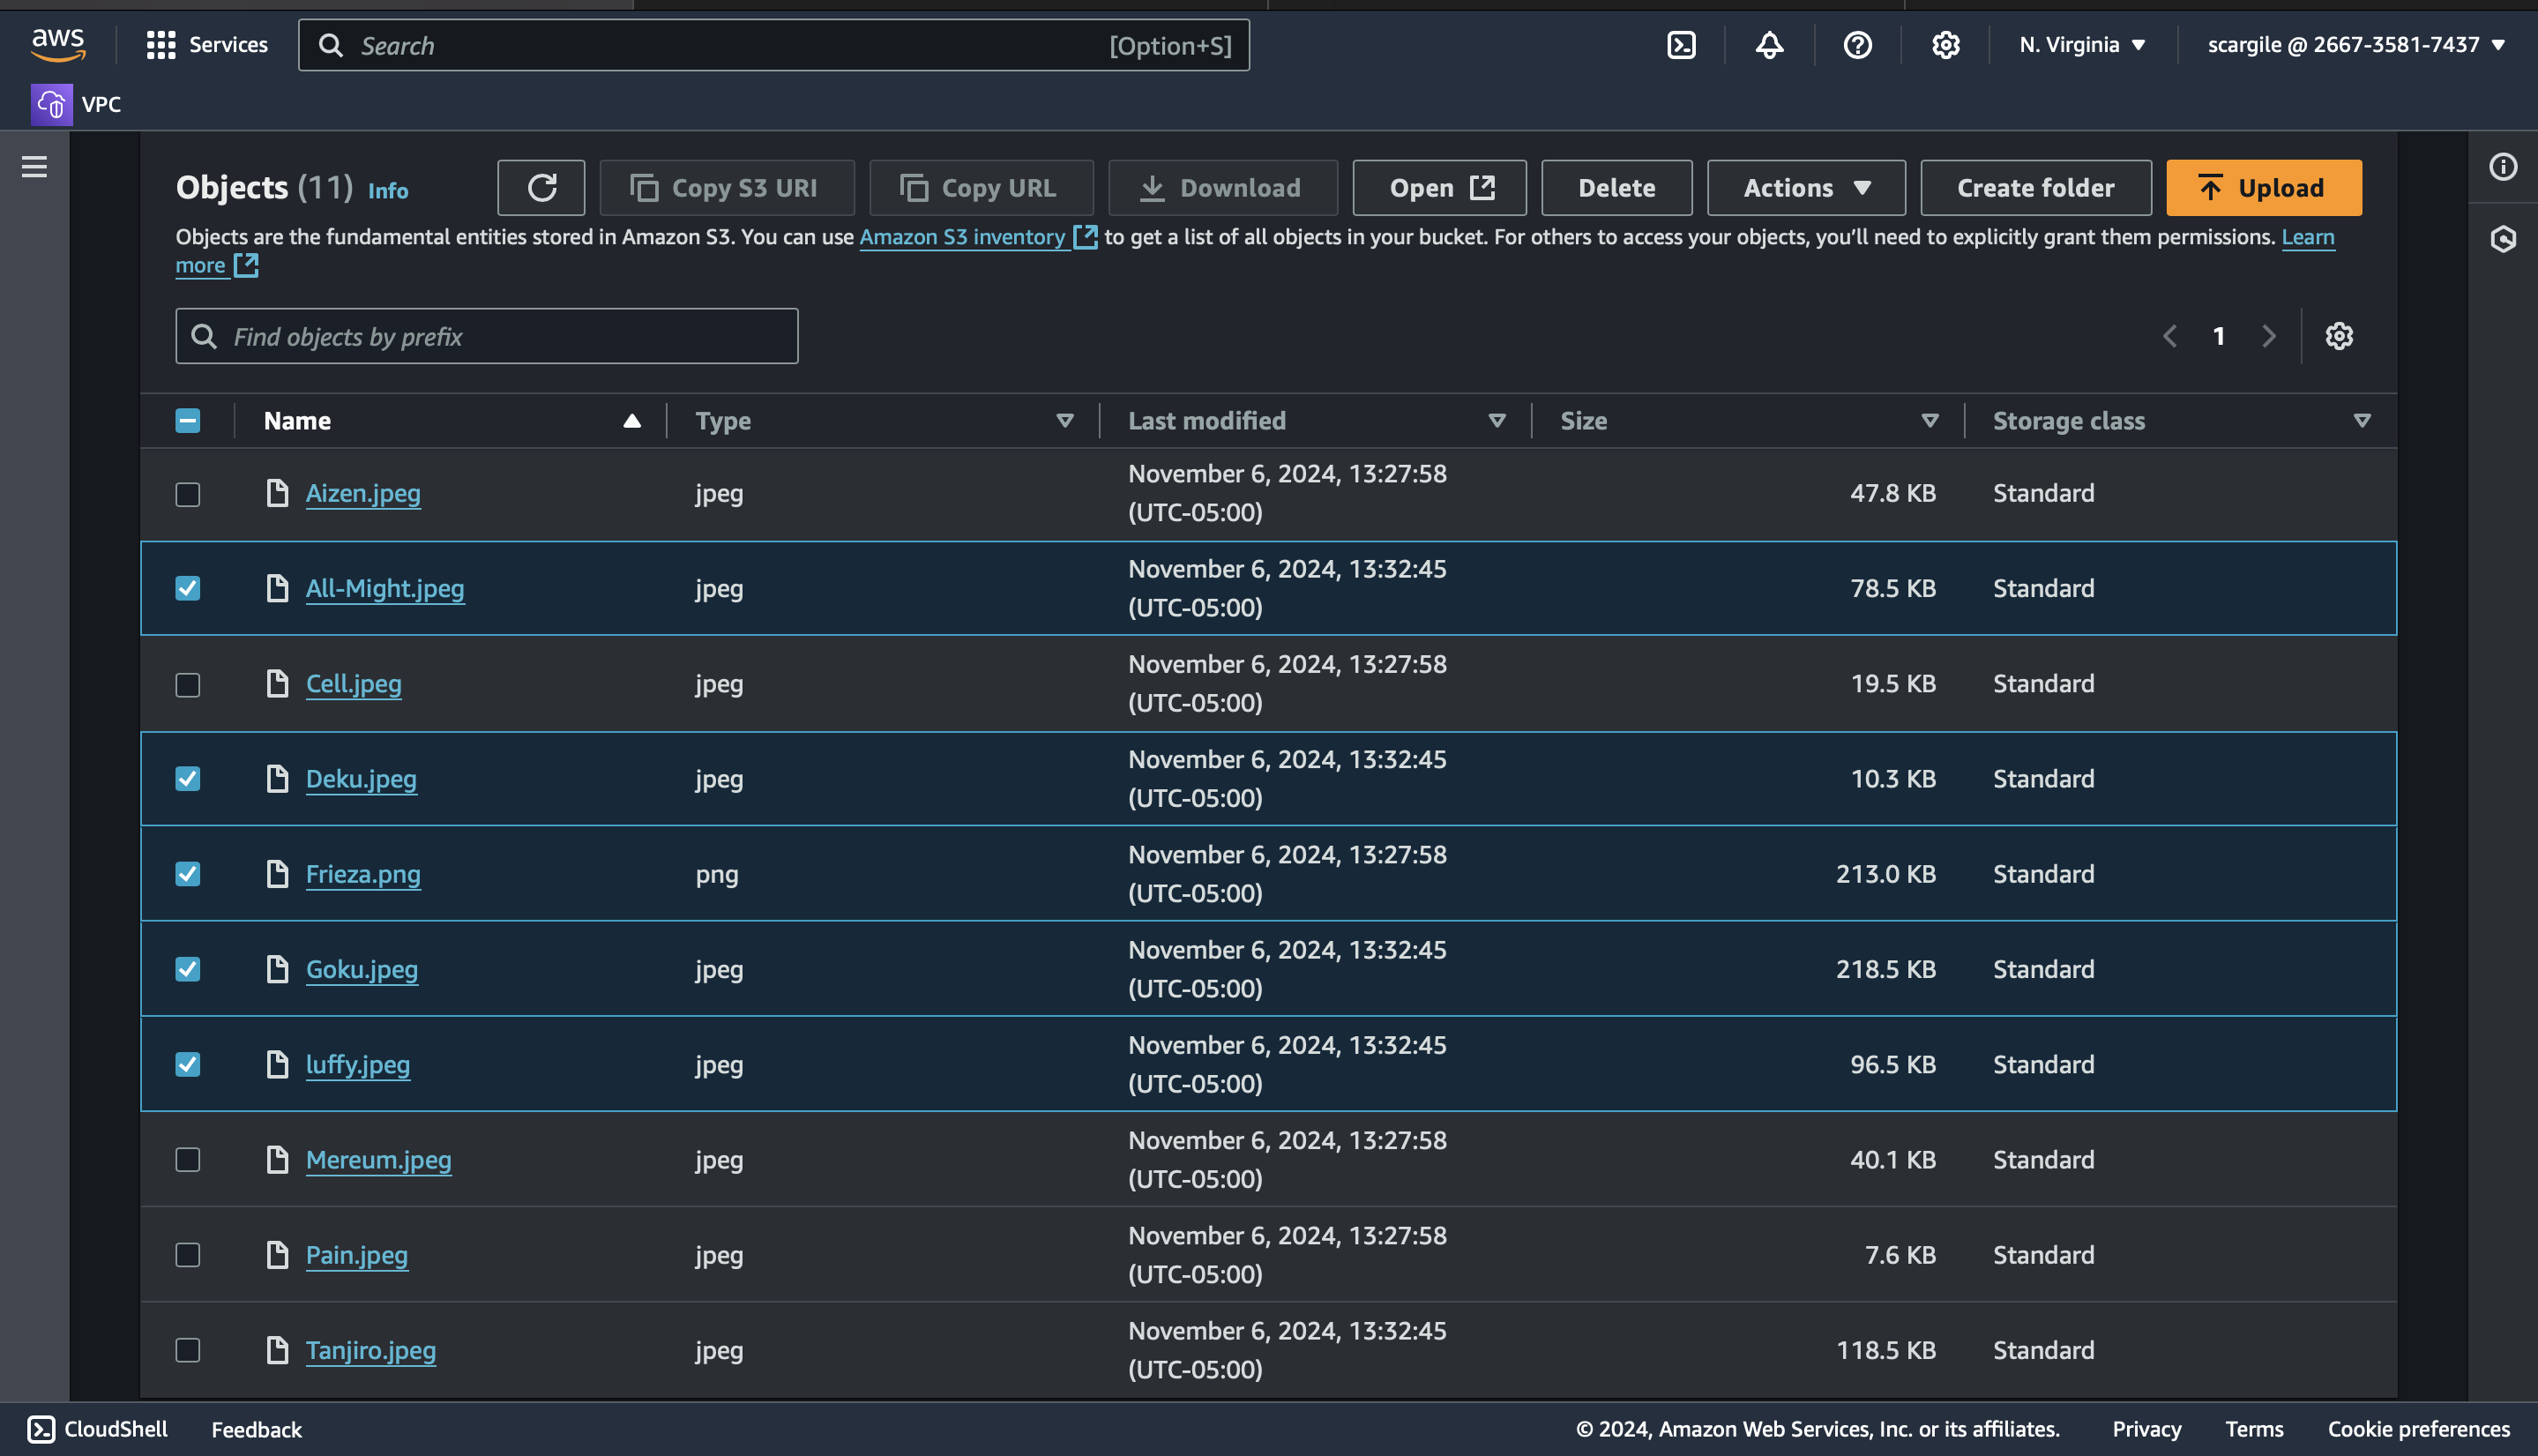 aws
Services
Search
[Option+S]
N. Virginia
scargile @ 2667-3581-7437
VPC
Objects (11) Info
Copy S3 URI
Copy URL
Download
Open
Delete
Actions
Create folder
Upload
Objects are the fundamental entities stored in Amazon S3. You can use Amazon S3 inventory to get a list of all objects in your bucket. For others to access your objects, you’ll need to explicitly grant them permissions. Learn
more
Find objects by prefix
1
Name Type Last modified Size Storage class
Aizen.jpeg jpeg November 6, 2024, 13:27:58 (UTC-05:00) 47.8 KB Standard
All-Might.jpeg jpeg November 6, 2024, 13:32:45 (UTC-05:00) 78.5 KB Standard
Cell.jpeg jpeg November 6, 2024, 13:27:58 (UTC-05:00) 19.5 KB Standard
Deku.jpeg jpeg November 6, 2024, 13:32:45 (UTC-05:00) 10.3 KB Standard
Frieza.png png November 6, 2024, 13:27:58 (UTC-05:00) 213.0 KB Standard
Goku.jpeg jpeg November 6, 2024, 13:32:45 (UTC-05:00) 218.5 KB Standard
luffy.jpeg jpeg November 6, 2024, 13:32:45 (UTC-05:00) 96.5 KB Standard
Mereum.jpeg jpeg November 6, 2024, 13:27:58 (UTC-05:00) 40.1 KB Standard
Pain.jpeg jpeg November 6, 2024, 13:27:58 (UTC-05:00) 7.6 KB Standard
Tanjiro.jpeg jpeg November 6, 2024, 13:32:45 (UTC-05:00) 118.5 KB Standard
CloudShell
Feedback
© 2024, Amazon Web Services, Inc. or its affiliates.
Privacy
Terms
Cookie preferences